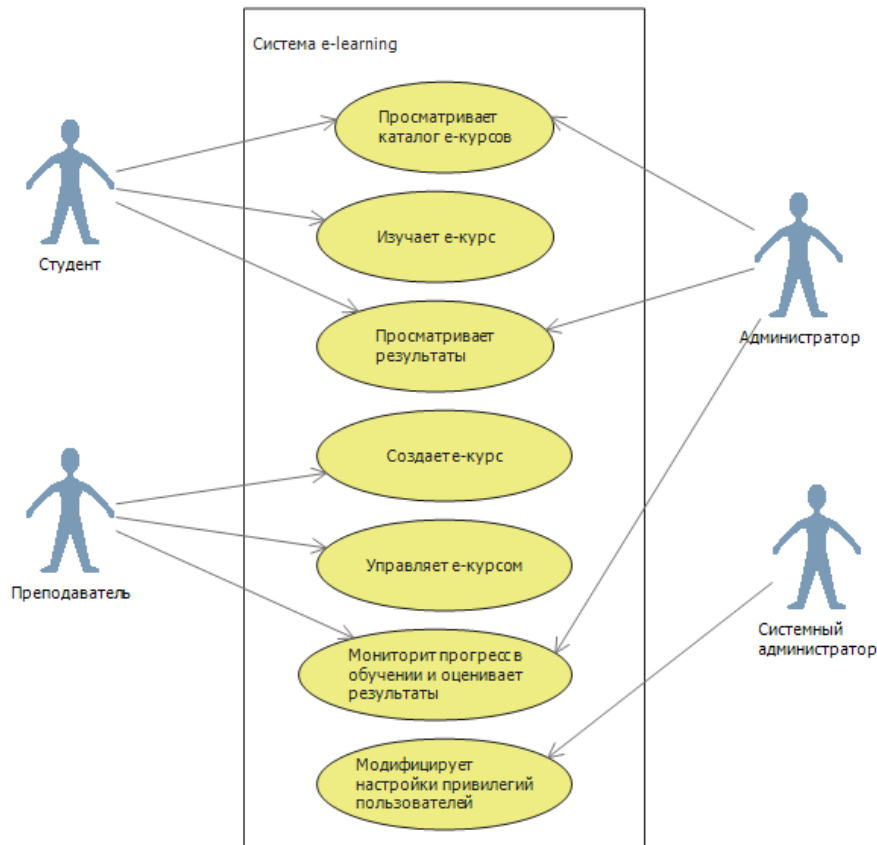 Система e-learning
Просматривает
каталог е-курсов
Изучает е-курс
Студент
Просматривает
результаты
Администратор
Создаете-курс
Управляет е-курсом
Преподаватель
Системный
администратор
Мониторит прогресс в
обучении и оценивает
результаты
Модифицирует
настройки привилегий
пользователей